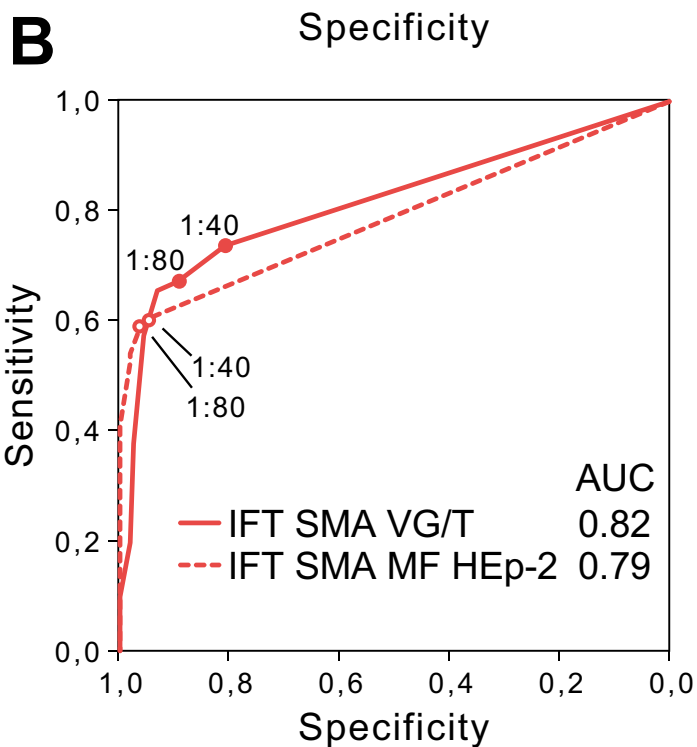 Specificity
B
1,0
0,8
0,6
0,4
0,2
0,0
Sensitivity
1:40
1:80
1:40
1:80
AUC
IFT SMA VG/T 0.82
IFT SMA MF HEp-2 0.79
1,0 0,8 0,6 0,4 0,2 0,0
Specificity